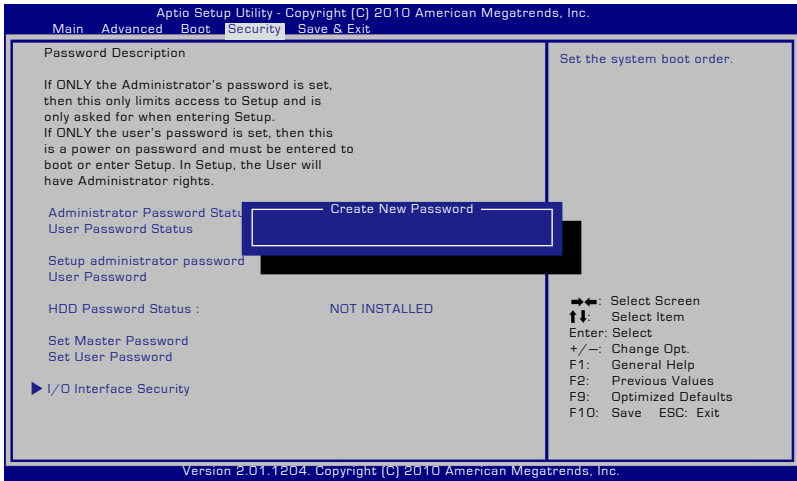 Aptio Setup Utility - Copyright (C) 2010 American Megatrends, Inc.
Main Advanced Boot Security Save & Exit
Password Description
If ONLY the Administrator's password is set,
then this only limits access to Setup and is
only asked for when entering Setup.
If ONLY the user's password is set, then this
is a power on password and must be entered to
boot or enter Setup. In Setup, the User will
have Administrator rights.
Administrator Password Statu
User Password Status
Setup administrator password
User Password
HDD Password Status : NOT INSTALLED
Set Master Password
Set User Password
I/O Interface Security
Create New Password
Set the system boot order.
→←: Select Screen
↑↓: Select Item
Enter: Select
+/—: Change Opt.
F1: General Help
F2: Previous Values
F9: Optimized Defaults
F10: Save ESC: Exit
Version 2.01.1204. Copyright (C) 2010 American Megatrends, Inc.